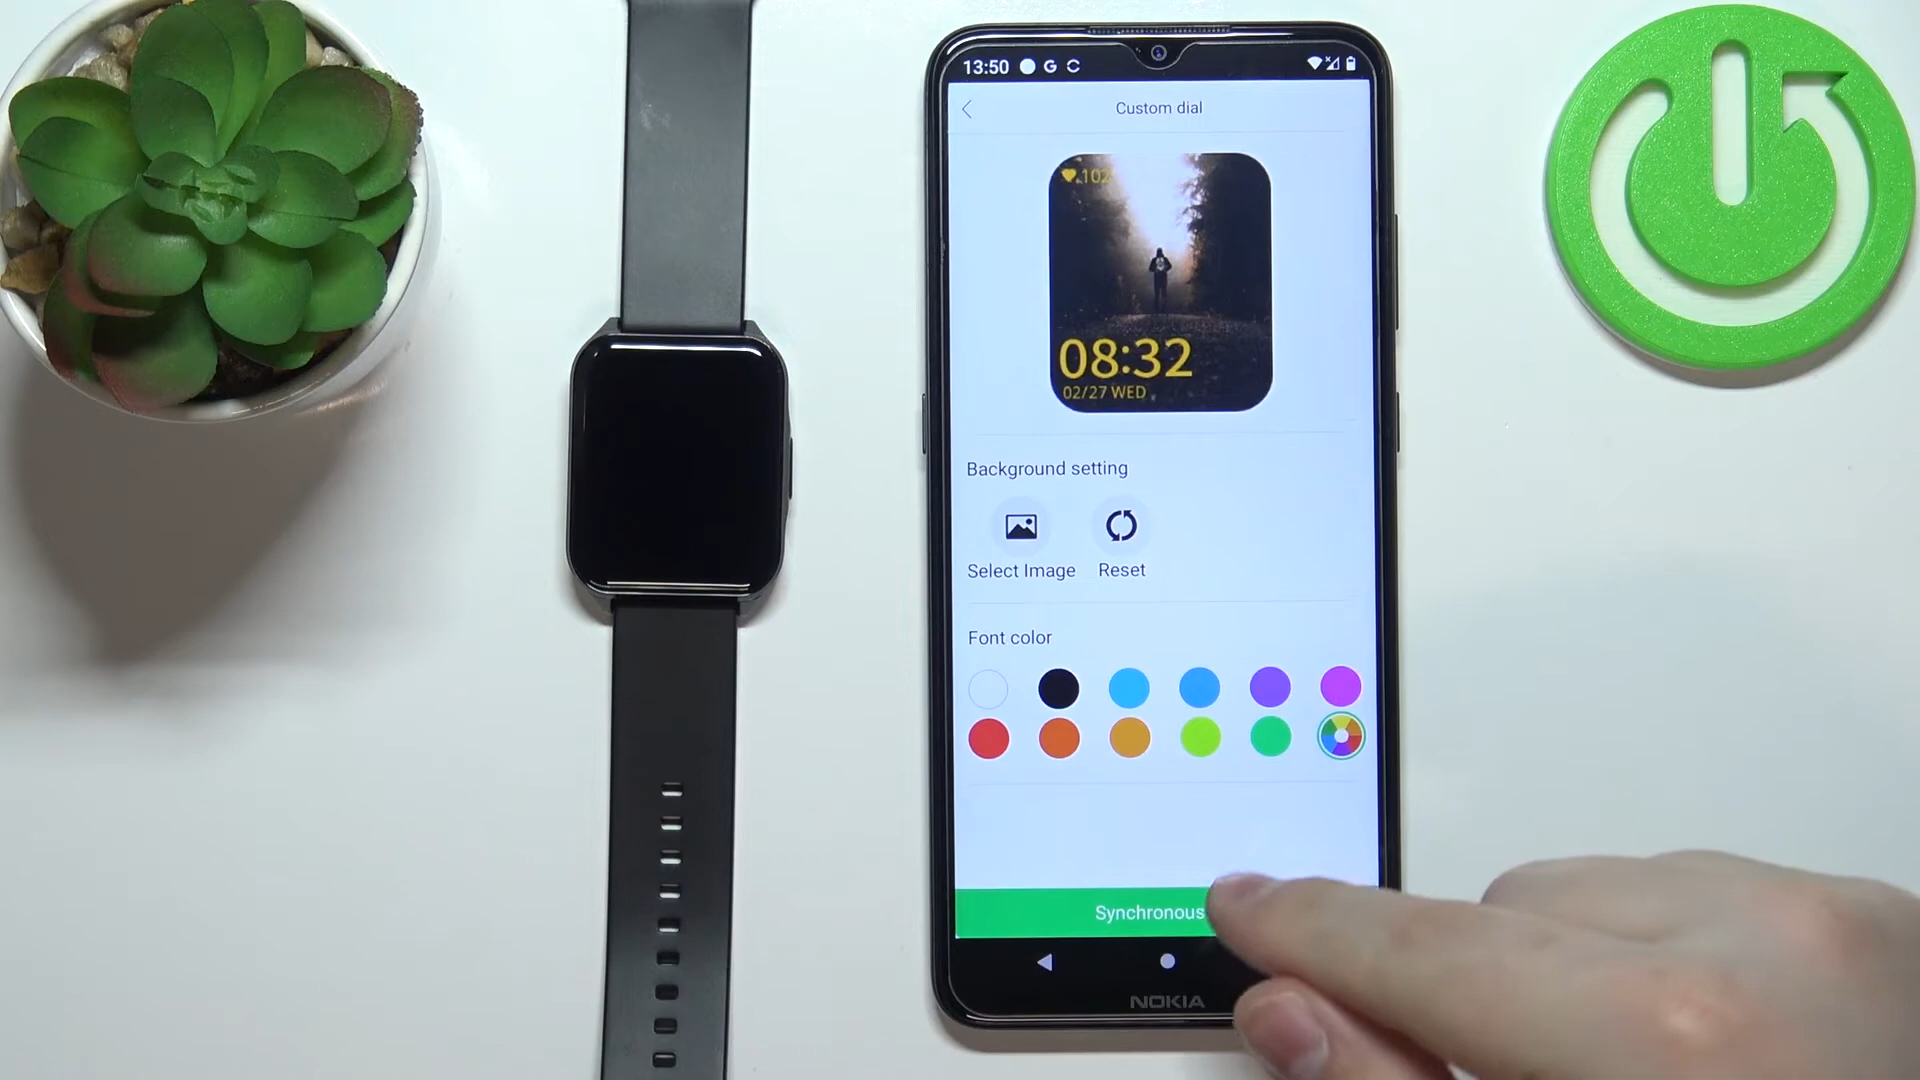 13:50
Custom dial
102
08:32
02/27 WED
Background setting
Select Image Reset
Font color
Synchronous
NOKIA